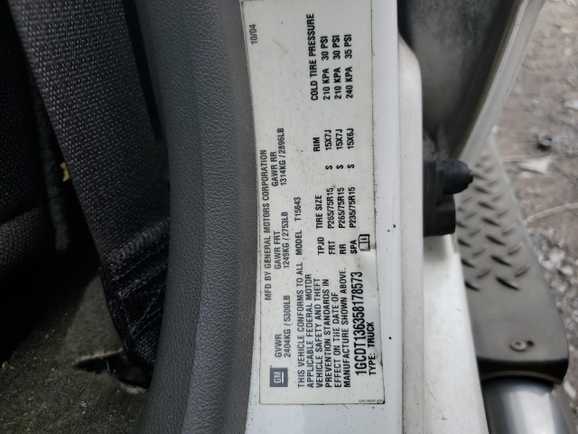 GM
MFD BY GENERAL MOTORS CORPORATION
10/04
GVWR GAWR FRT GAWR RR
2404KG/5300LB 1249KG/2753LB 1314KG/2896LB
THIS VEHICLE CONFORMS TO ALL
APPLICABLE FEDERAL MOTOR
VEHICLE SAFETY AND THEFT
PREVENTION STANDARDS IN
EFFECT ON THE DATE OF
MANUFACTURE SHOWN ABOVE.
1GCDT136358178573
TYPE: TRUCK
MODEL T15643
TPJO TIRE SIZE RIM COLD TIRE PRESSURE
FRT P265/75R15 S 15X7J 210 KPA 30 PSI
RR P265/75R15 S 15X7J 210 KPA 30 PSI
SPA P235/75R15 S 15X6J 240 KPA 35 PSI